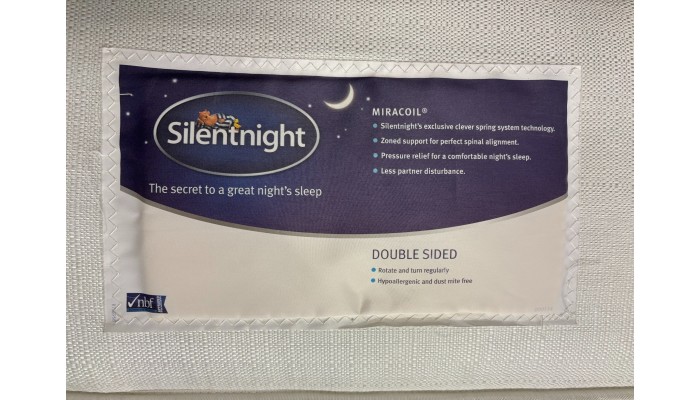 Silentnight
The secret to a great night's sleep
MIRACOIL®
• Silentnight's exclusive clever spring system technology.
• Zoned support for perfect spinal alignment.
• Pressure relief for a comfortable night's sleep.
• Less partner disturbance.
DOUBLE SIDED
• Rotate and turn regularly
• Hypoallergenic and dust mite free
nbf